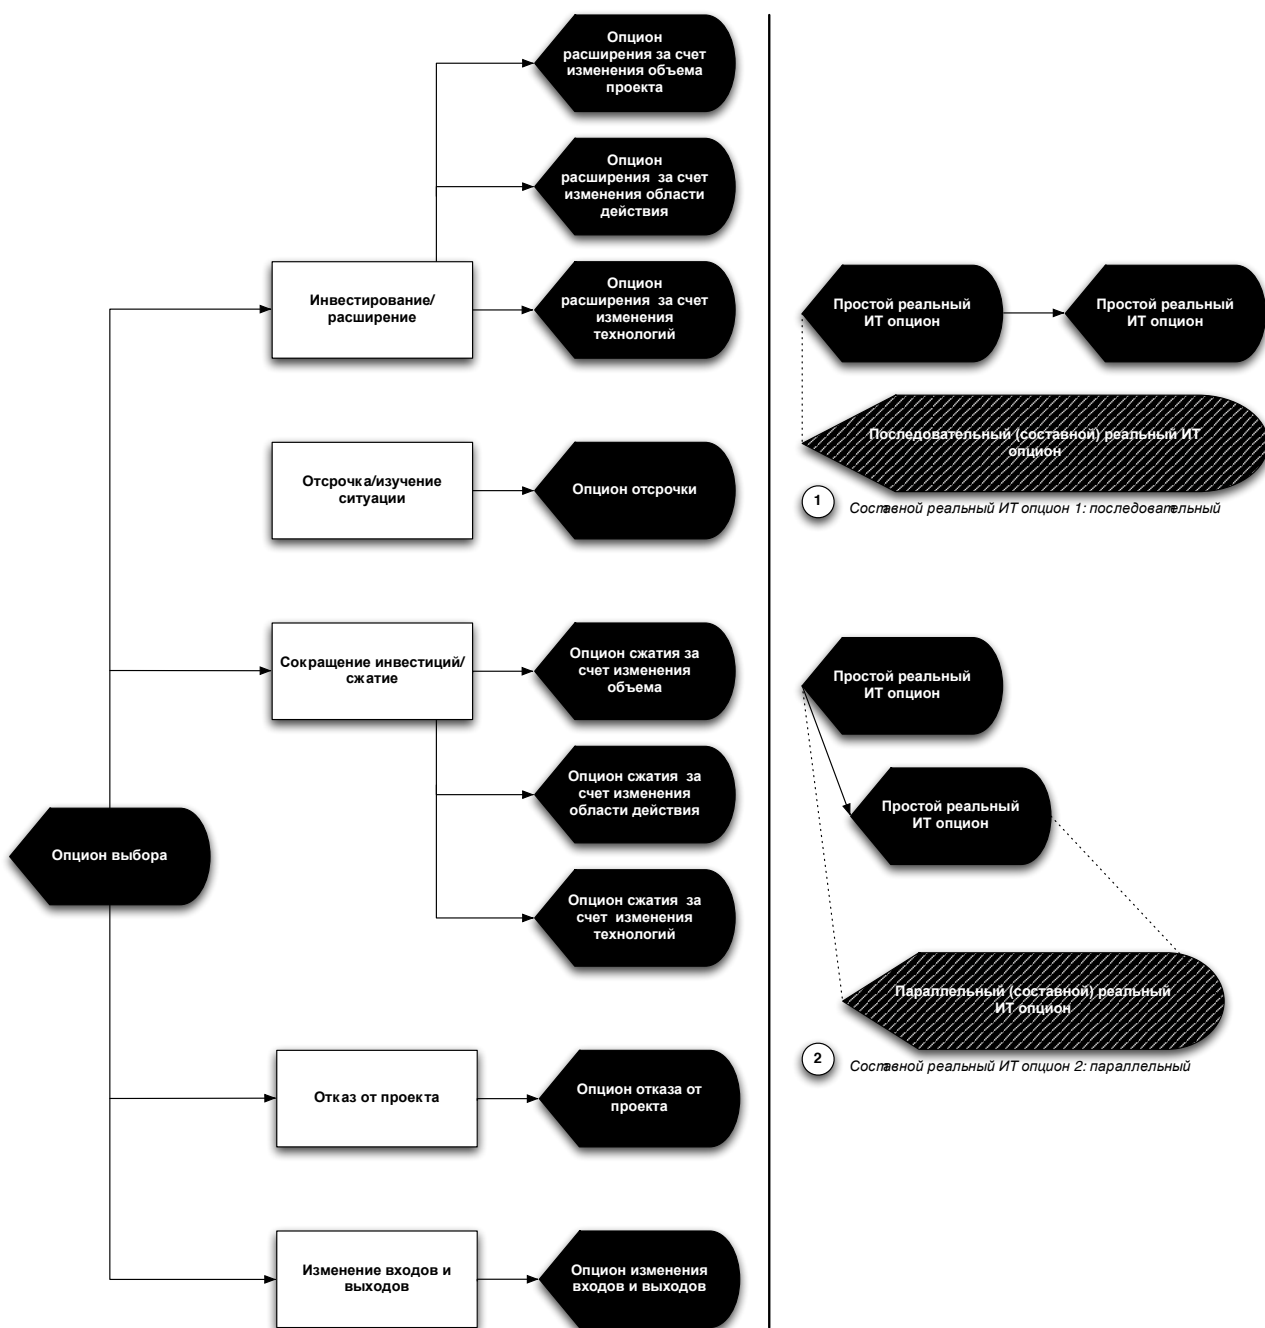 Опцион
расширения за счет
изменения объема
проекта
Опцион
расширения за счет
изменения области
действия
Инвестирование/
расширение
Опцион
расширения за счет
изменения
технологий
Отсрочка/изучение
ситуации
Опцион отсрочки
Сокращение инвестиций/
сжатие
Опцион сжатия за
счет изменения
объема
Опцион сжатия за
счет изменения
области действия
Опцион выбора
Опцион сжатия за
счет изменения
технологий
Отказ от проекта
Опцион отказа от
проекта
Изменение входов и
выходов
Опцион изменения
входов и выходов
Простой реальный
ИТ опцион
Простой реальный
ИТ опцион
Последовательный (составной) реальный ИТ
опцион
1
Составной реальный ИТ опцион 1: последовательный
Простой реальный
ИТ опцион
Простой реальный
ИТ опцион
Параллельный (составной) реальный
ИТ опцион
2
Составной реальный ИТ опцион 2: параллельный